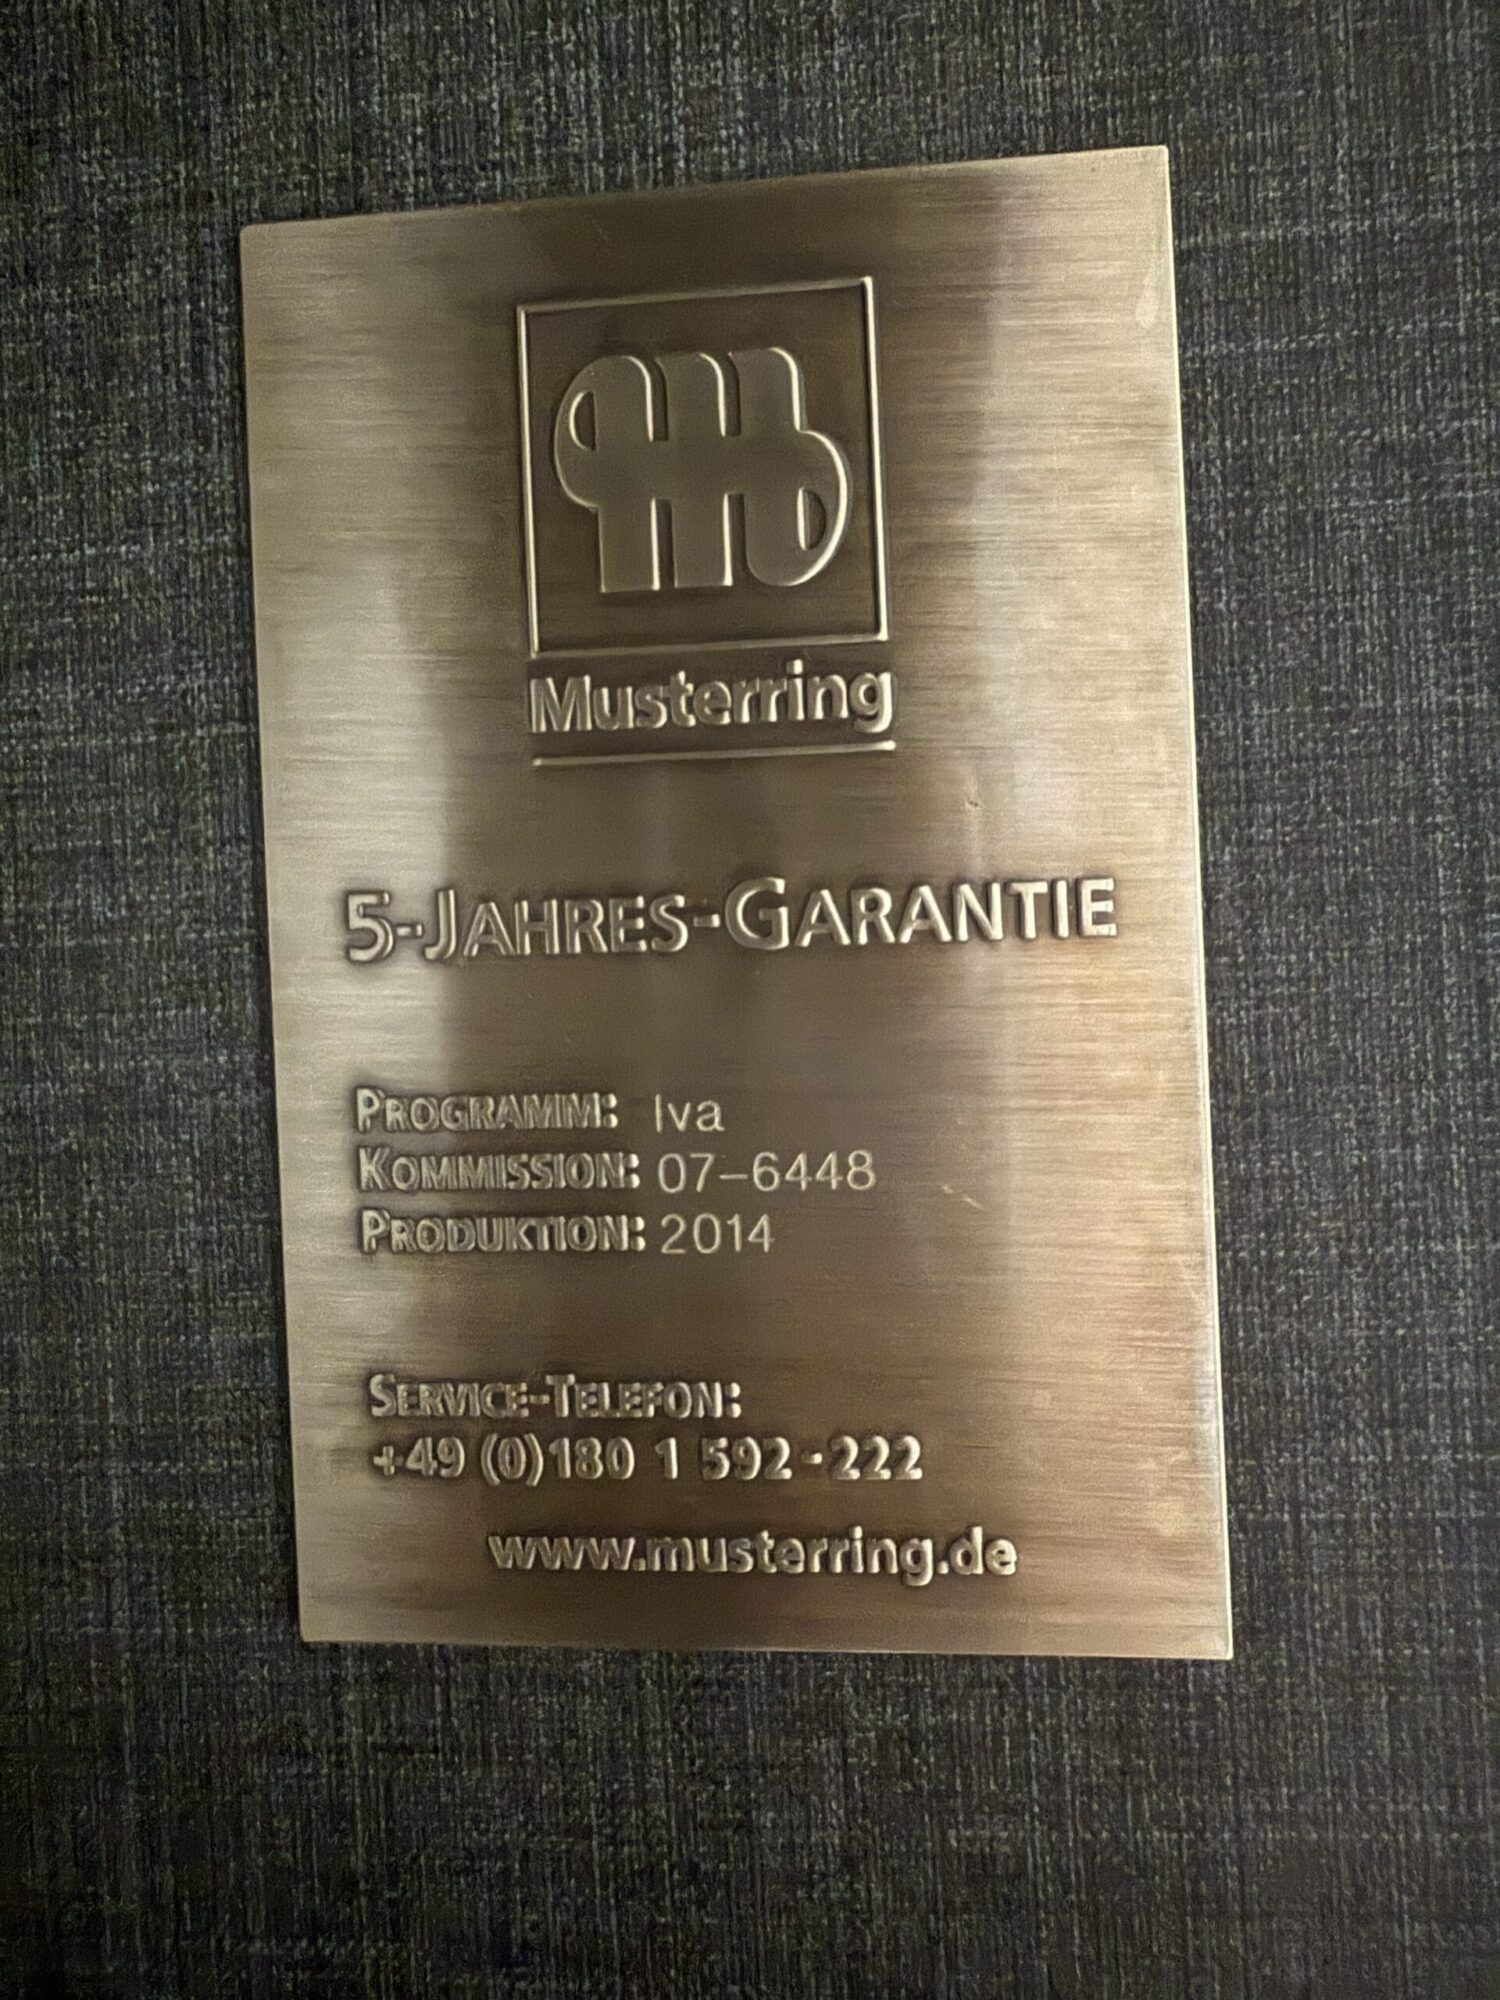 Musterring
5-JAHRES-GARANTIE
PROGRAMM: Iva
KOMMISSION: 07-6448
PRODUKTION: 2014
SERVICE-TELEFON:
+49 (0)180 1 592-222
www.musterring.de